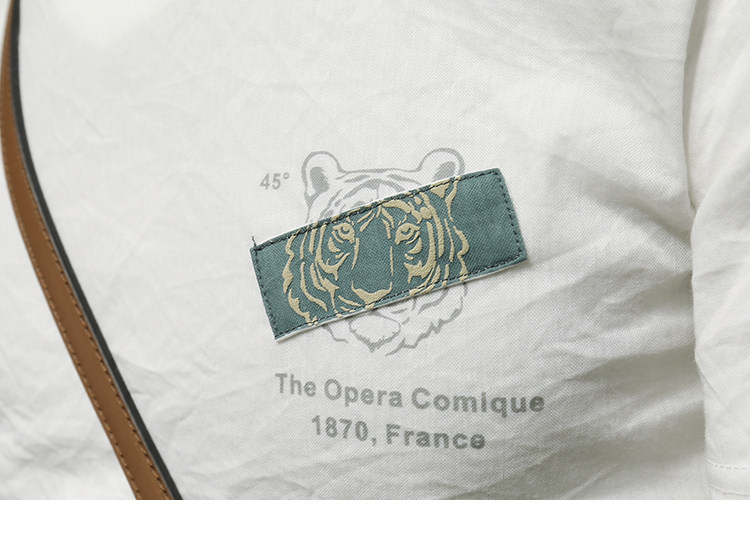 45°
The Opera Comique
1870, France